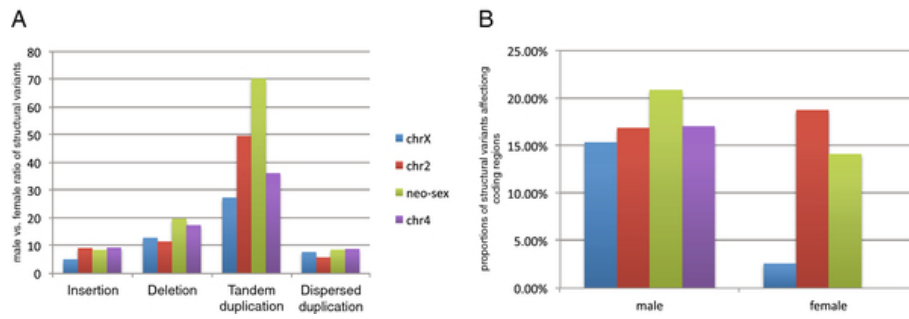 A
male vs. female ratio of structural variants
80
70
60
50
40
30
20
10
0
Insertion
Deletion
Tandem
duplication
Dispersed
duplication
chrX
chr2
neo-sex
chr4
B
proportions of structural variants affectiong
coding regions
25.00%
20.00%
15.00%
10.00%
5.00%
0.00%
male
female